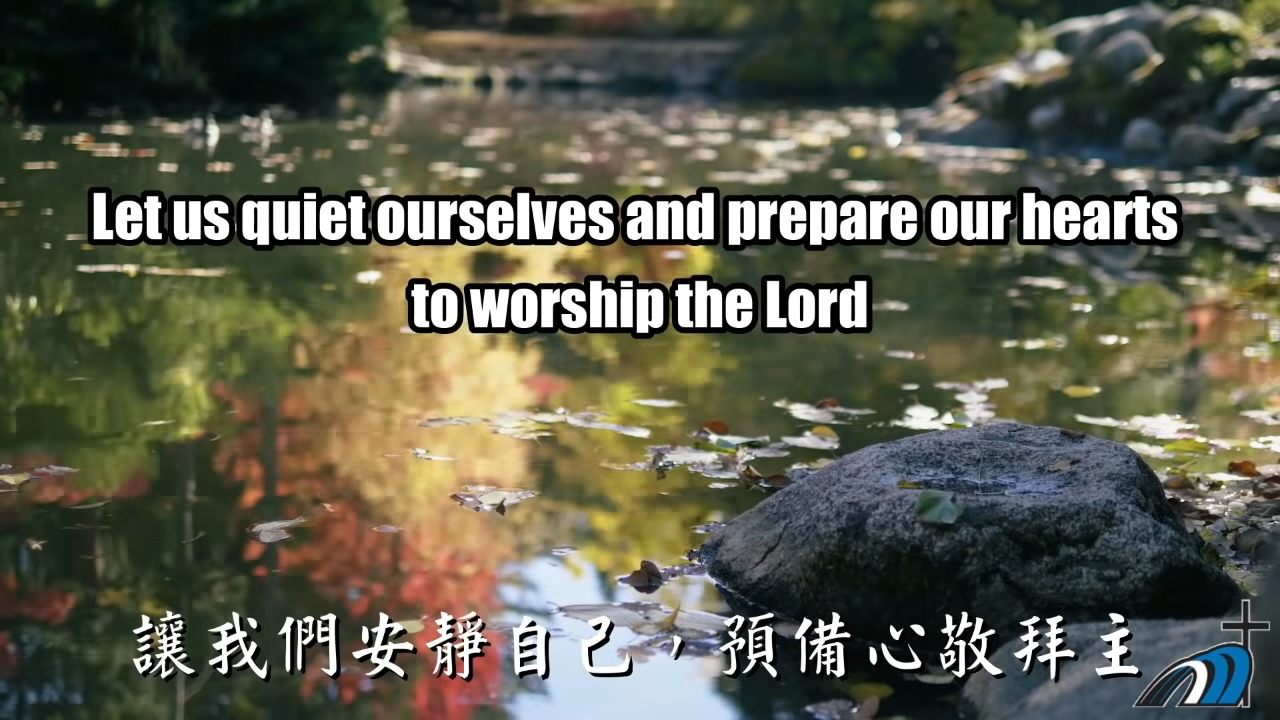 Let us quiet ourselves and prepare our hearts
to worship the Lord
讓我們安靜自己，預備心敬拜主